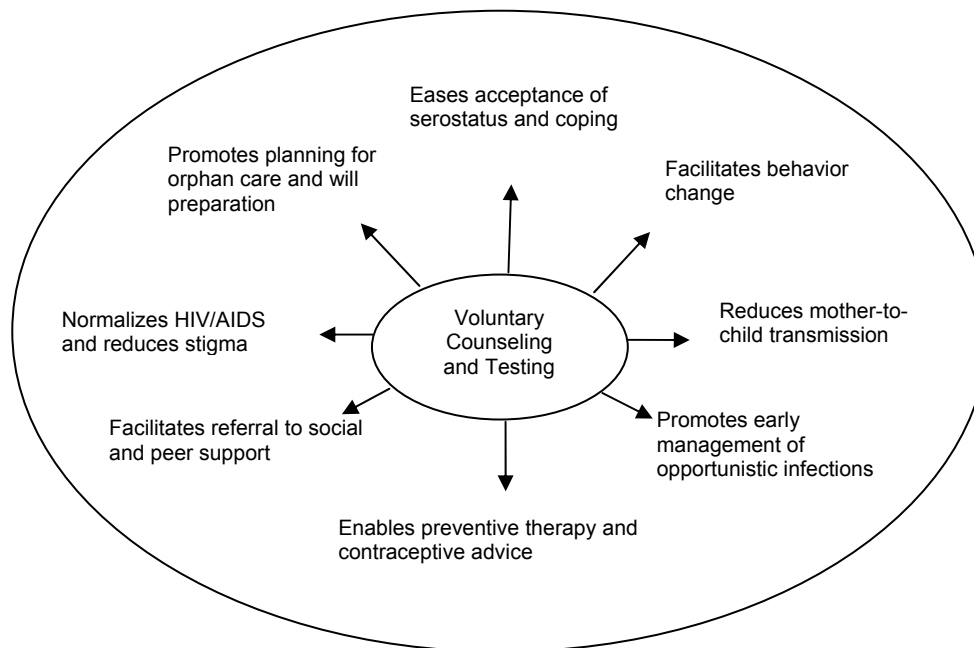 Eases acceptance of
serostatus and coping
Promotes planning for
orphan care and will
preparation
Facilitates behavior
change
Normalizes HIV/AIDS
and reduces stigma
Voluntary
Counseling
and Testing
Reduces mother-to-
child transmission
Facilitates referral to social
and peer support
Promotes early
management of
opportunistic infections
Enables preventive therapy and
contraceptive advice